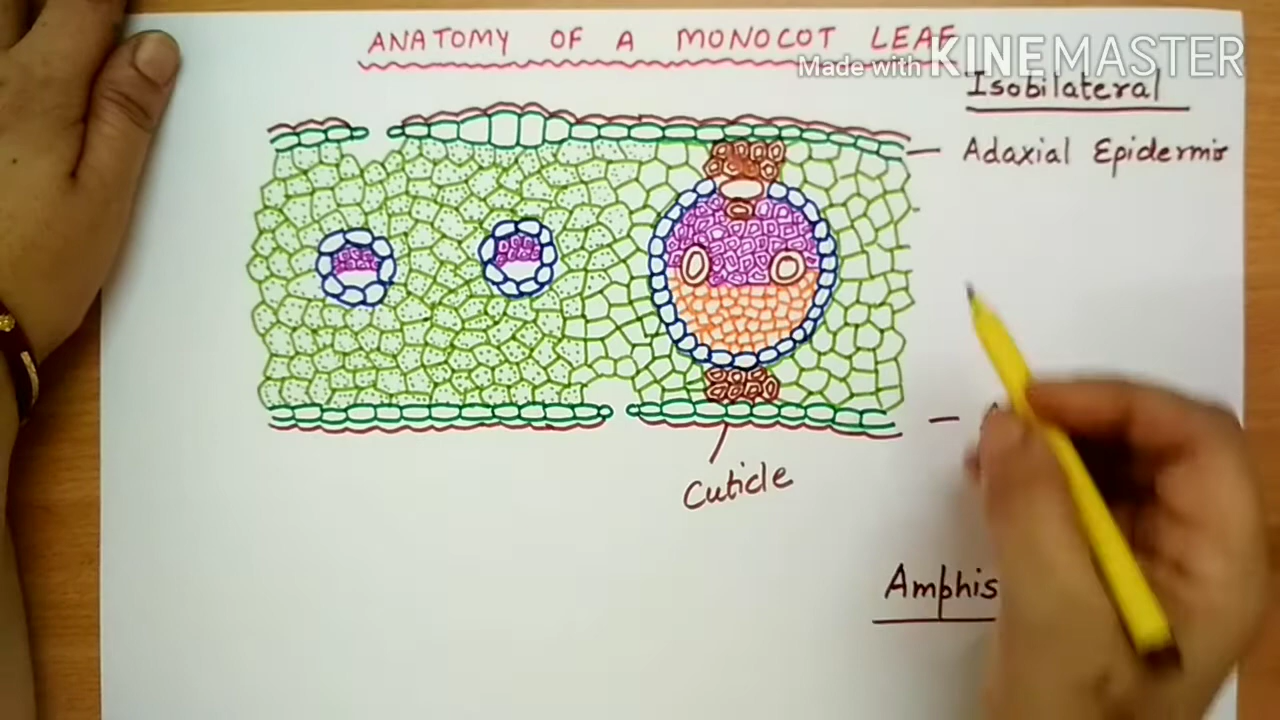 ANATOMY OF A MONOCOT LEAF
Made with KINEMASTER
Isobilateral
Adaxial Epidermis
Cuticle
Amphis